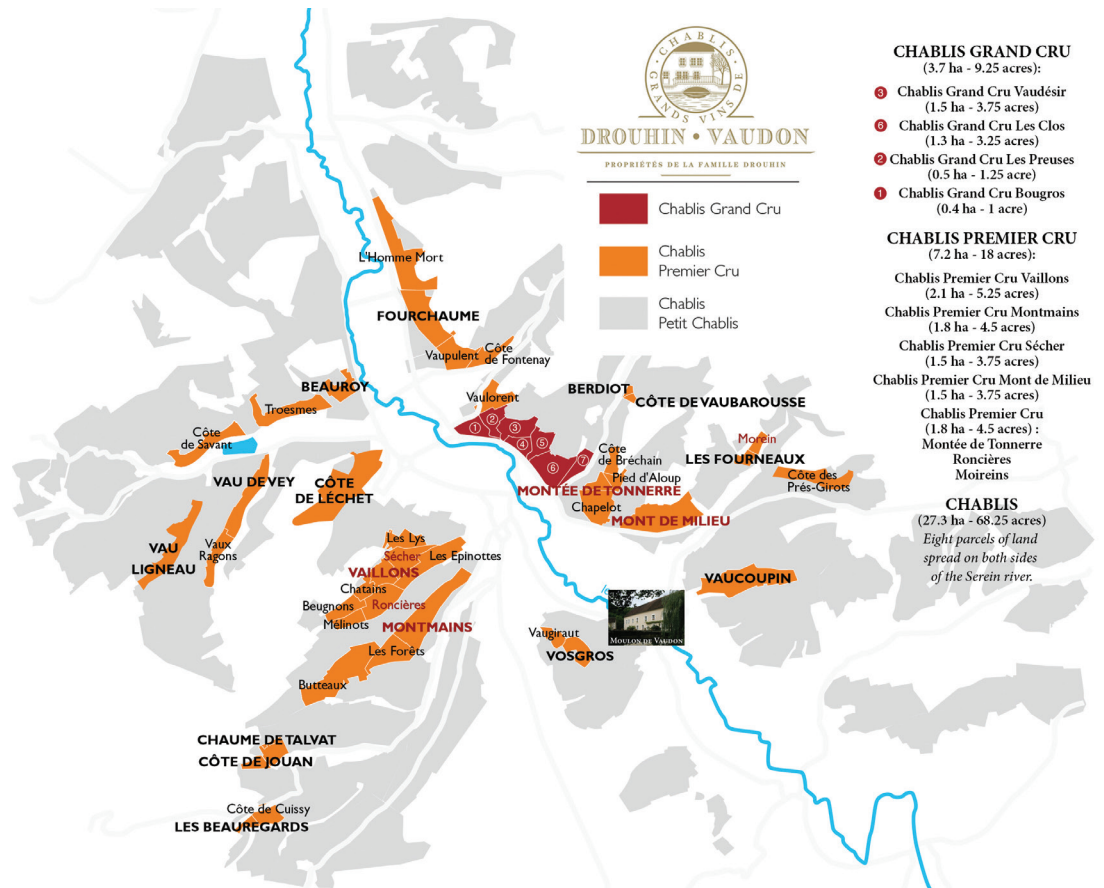 CHABLIS
GRANDS VINS DE
DROUHIN • VAUDON
PROPRIÉTÉS DE LA FAMILLE DROUHIN
Chablis Grand Cru
Chablis
Premier Cru
Chablis
Petit Chablis
CHABLIS GRAND CRU
(3.7 ha - 9.25 acres):
3 Chablis Grand Cru Vaudésir
(1.5 ha - 3.75 acres)
6 Chablis Grand Cru Les Clos
(1.3 ha - 3.25 acres)
2 Chablis Grand Cru Les Preuses
(0.5 ha - 1.25 acre)
1 Chablis Grand Cru Bougros
(0.4 ha - 1 acre)
CHABLIS PREMIER CRU
(7.2 ha - 18 acres):
Chablis Premier Cru Vaillons
(2.1 ha - 5.25 acres)
Chablis Premier Cru Montmains
(1.8 ha - 4.5 acres)
Chablis Premier Cru Sécher
(1.5 ha - 3.75 acres)
Chablis Premier Cru Mont de Milieu
(1.5 ha - 3.75 acres)
Chablis Premier Cru
(1.8 ha - 4.5 acres) :
Montée de Tonnerre
Roncières
Moireins
CHABLIS
(27.3 ha - 68.25 acres)
Eight parcels of land
spread on both sides
of the Serein river.
L'Homme Mort
FOURCHAUME
Vaupulent
Côte
de Fontenay
BEAUROY
Troesmes
Côte
de Savant
Vaulorent
1
2
3
4
5
6
7
BERDIOT
CÔTE DE VAUBAROUSSE
Morein
LES FOURNEAUX
Côte des
Prés-Girots
Côte
de Bréchain
Pied d'Aloup
MONTÉE DE TONNERRE
Chapelot
MONT DE MILIEU
VAU DE VEY
CÔTE
DE LÉCHET
VAU
LIGNEAU
Vaux
Ragons
Les Lys
Sécher
Les Epinottes
VAILLONS
Chatains
Beugnons
Roncières
Mélinots
MONTMAINS
Les Forêts
Butteaux
VAUCOUPIN
MOULON DE VAUDON
Vaugiraut
VOSGROS
CHAUME DE TALVAT
CÔTE DE JOUAN
Côte de Cuissy
LES BEAUREGARDS